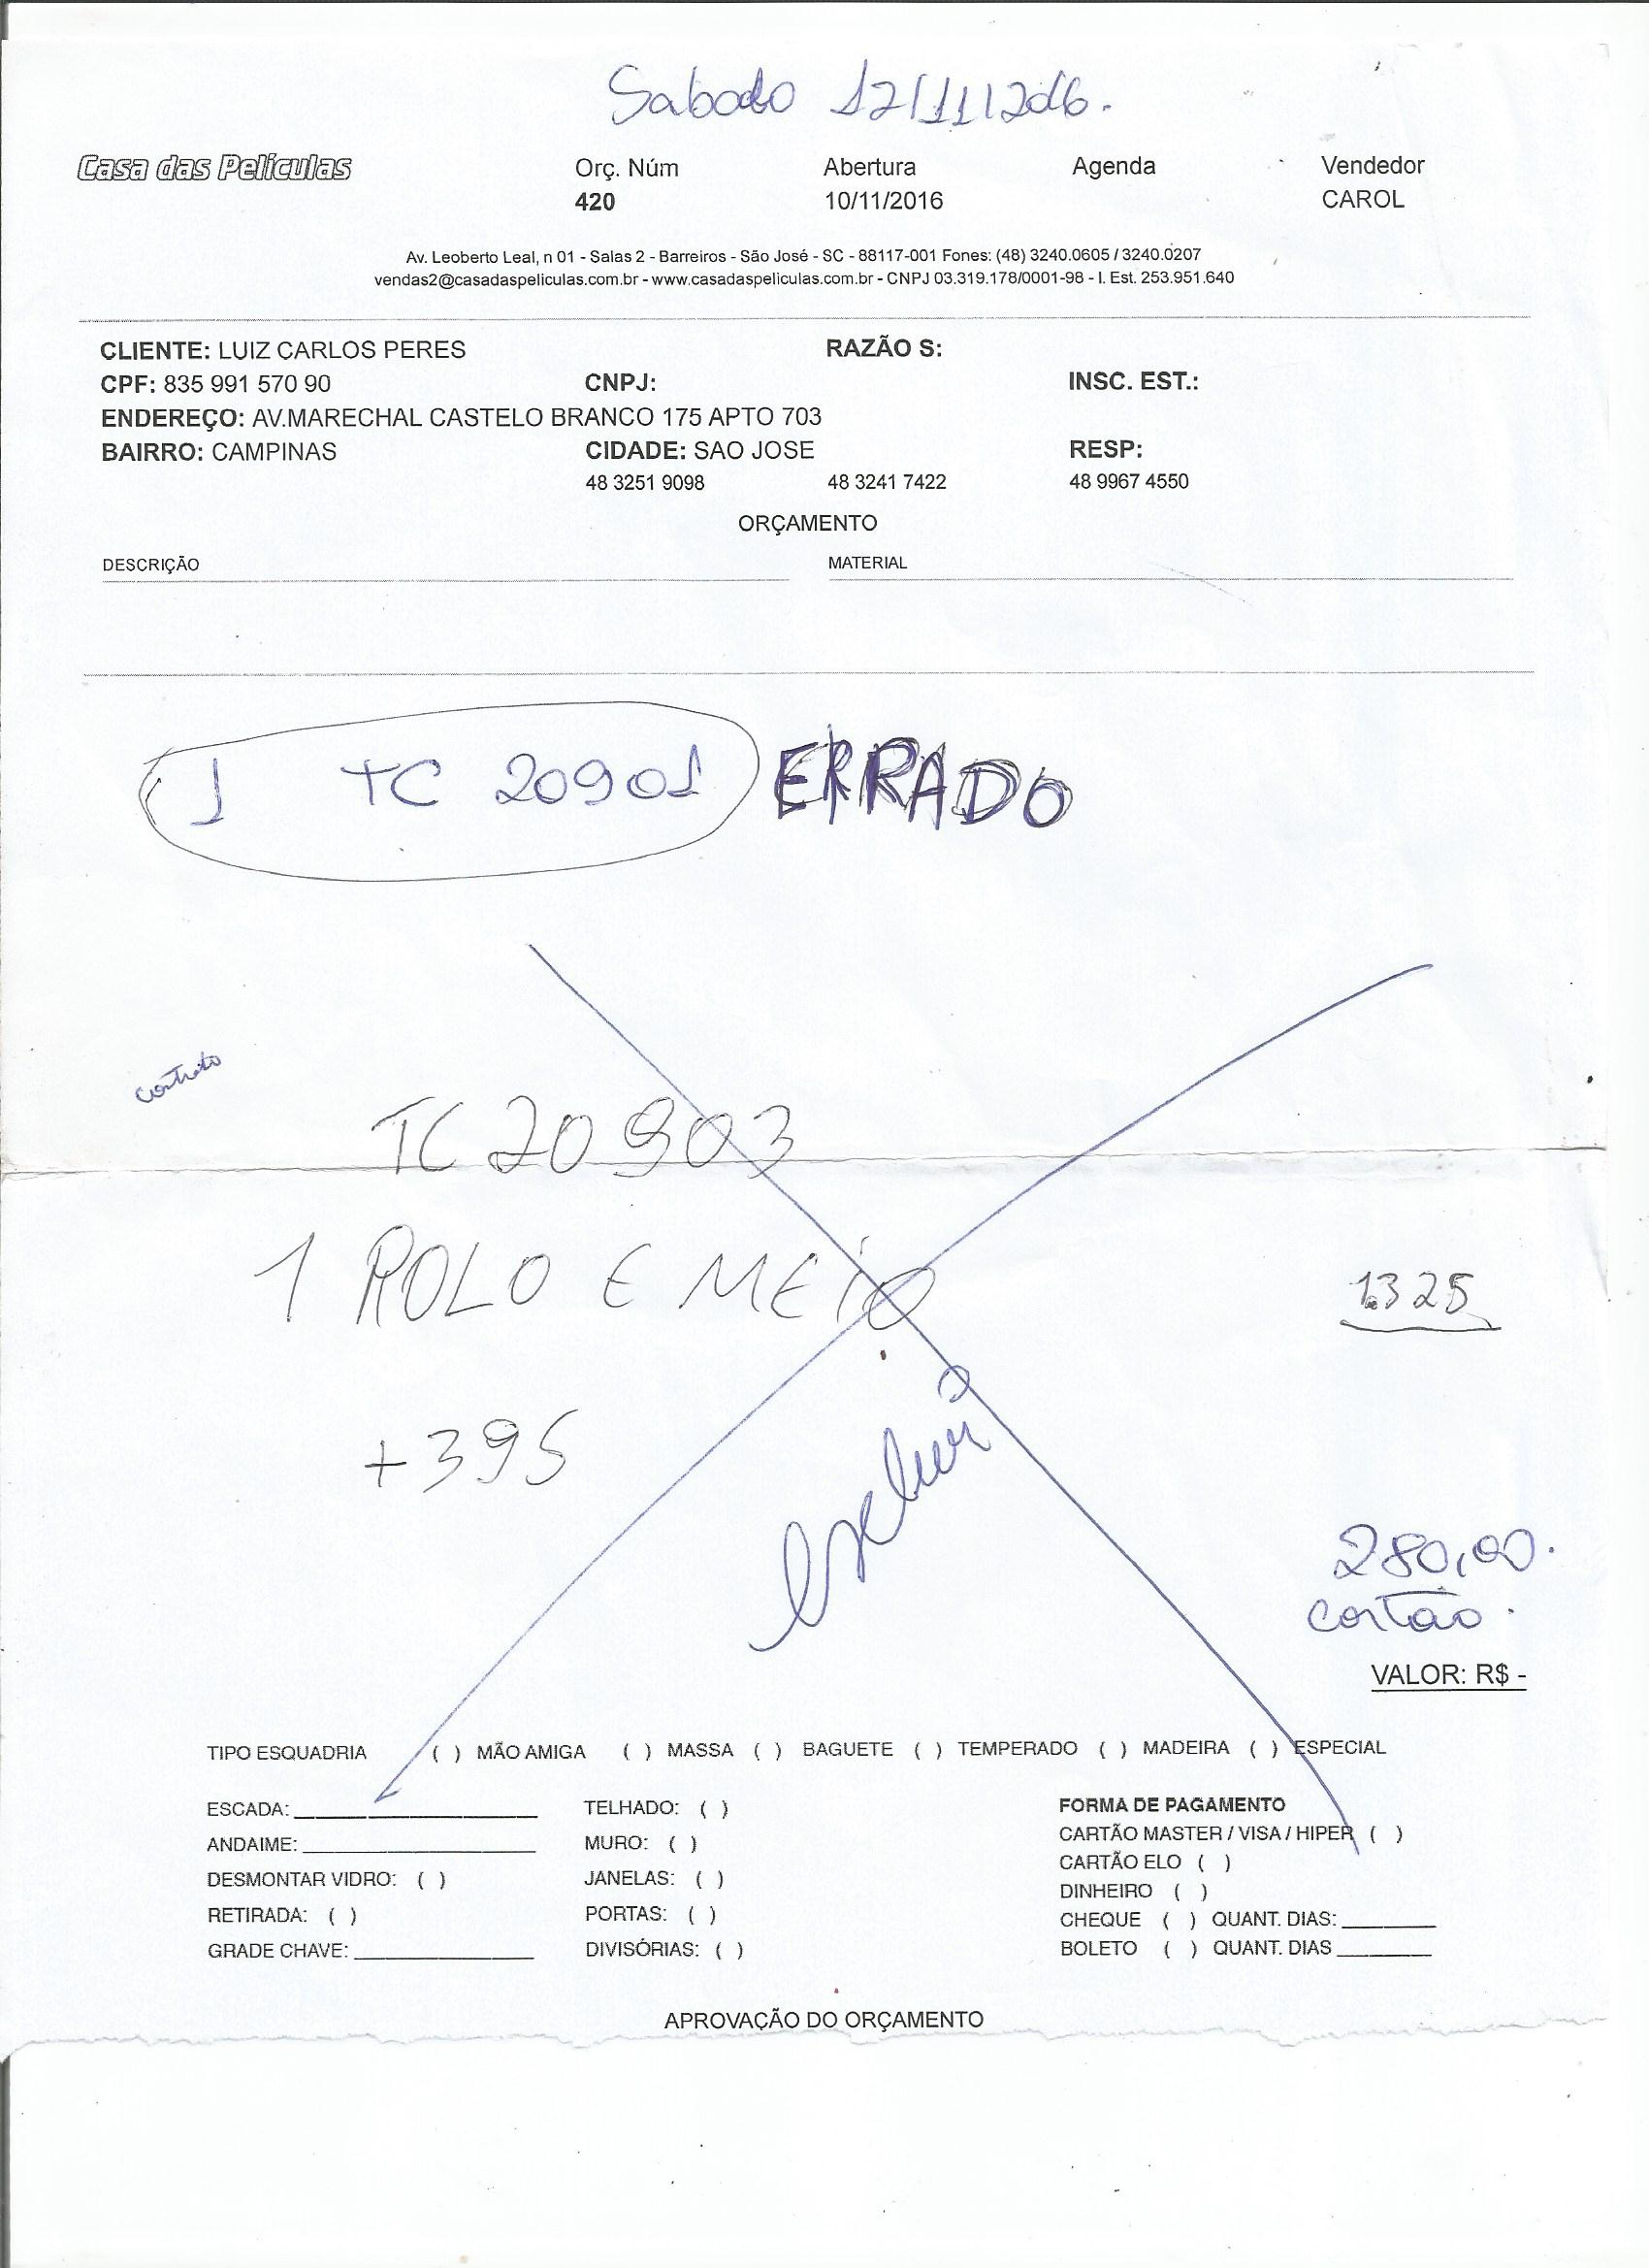 Sabado 12/11/2016.
Casa das Películas
Orç. Núm Abertura Agenda Vendedor
420 10/11/2016 CAROL
Av. Leoberto Leal, n 01 - Salas 2 - Barreiros - São José - SC - 88117-001 Fones: (48) 3240.0605 / 3240.0207
vendas2@casadaspeliculas.com.br - www.casadaspeliculas.com.br - CNPJ 03.319.178/0001-98 - I. Est. 253.951.640
CLIENTE: LUIZ CARLOS PERES RAZÃO S:
CPF: 835 991 570 90 CNPJ: INSC. EST.:
ENDEREÇO: AV.MARECHAL CASTELO BRANCO 175 APTO 703
BAIRRO: CAMPINAS CIDADE: SAO JOSE RESP:
48 3251 9098 48 3241 7422 48 9967 4550
ORÇAMENTO
DESCRIÇÃO MATERIAL
1 TC 20901 ERRADO
contrato
TC 20903
1 ROLO E MEIO 1.325
+395
280,00.
cartão.
VALOR: R$ -
TIPO ESQUADRIA ( ) MÃO AMIGA ( ) MASSA ( ) BAGUETE ( ) TEMPERADO ( ) MADEIRA ( ) ESPECIAL
ESCADA: TELHADO: ( ) FORMA DE PAGAMENTO
ANDAIME: MURO: ( ) CARTÃO MASTER / VISA / HIPER ( )
DESMONTAR VIDRO: ( ) JANELAS: ( ) CARTÃO ELO ( )
RETIRADA: ( ) PORTAS: ( ) DINHEIRO ( )
GRADE CHAVE: DIVISÓRIAS: ( ) CHEQUE ( ) QUANT. DIAS:
BOLETO ( ) QUANT. DIAS
APROVAÇÃO DO ORÇAMENTO